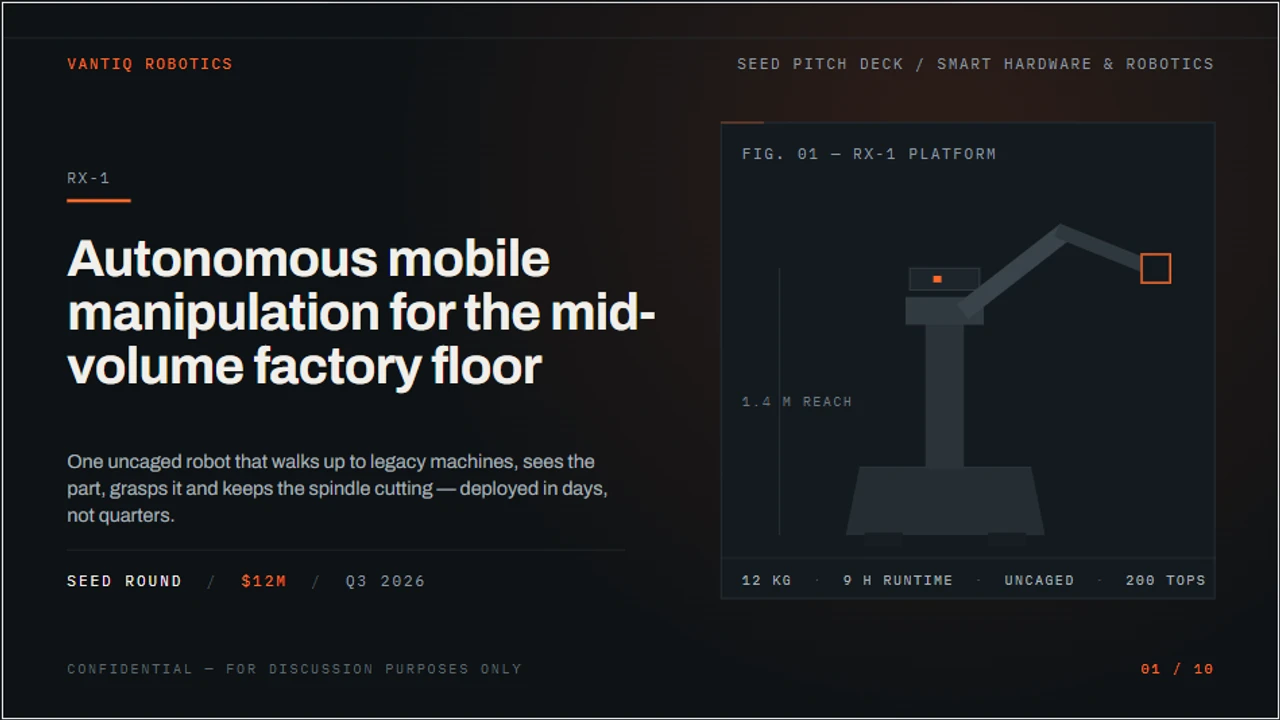 VANTIQ ROBOTICS
SEED PITCH DECK / SMART HARDWARE & ROBOTICS
RX-1
Autonomous mobile
manipulation for the mid-
volume factory floor
One uncaged robot that walks up to legacy machines, sees the
part, grasps it and keeps the spindle cutting — deployed in days,
not quarters.
SEED ROUND / $12M / Q3 2026
FIG. 01 — RX-1 PLATFORM
1.4 M REACH
12 KG · 9 H RUNTIME · UNCAGED · 200 TOPS
CONFIDENTIAL — FOR DISCUSSION PURPOSES ONLY
01 / 10